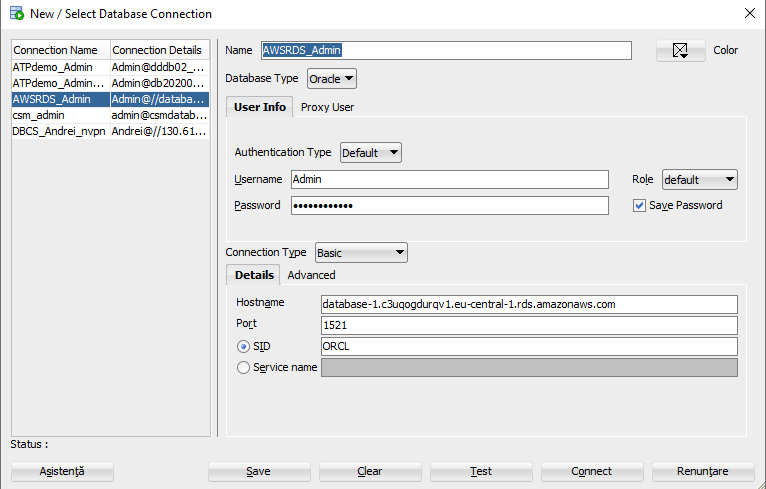 New / Select Database Connection
Connection Name Connection Details
ATPdemo_Admin Admin@dddb02_...
ATPdemo_Admin... Admin@db20200...
AWSRDS_Admin Admin@//databa...
csm_admin admin@csmdatab...
DBCS_Andrei_nvpn Andrei@//130.61...
Name AWSRDS_Admin Color
Database Type Oracle
User Info Proxy User
Authentication Type Default
Username Admin Role default
Password •••••••••••• Save Password
Connection Type Basic
Details Advanced
Hostname database-1.c3uqogdurqv1.eu-central-1.rds.amazonaws.com
Port 1521
SID ORCL
Service name
Status :
Asistență Save Clear Test Connect Renunțare